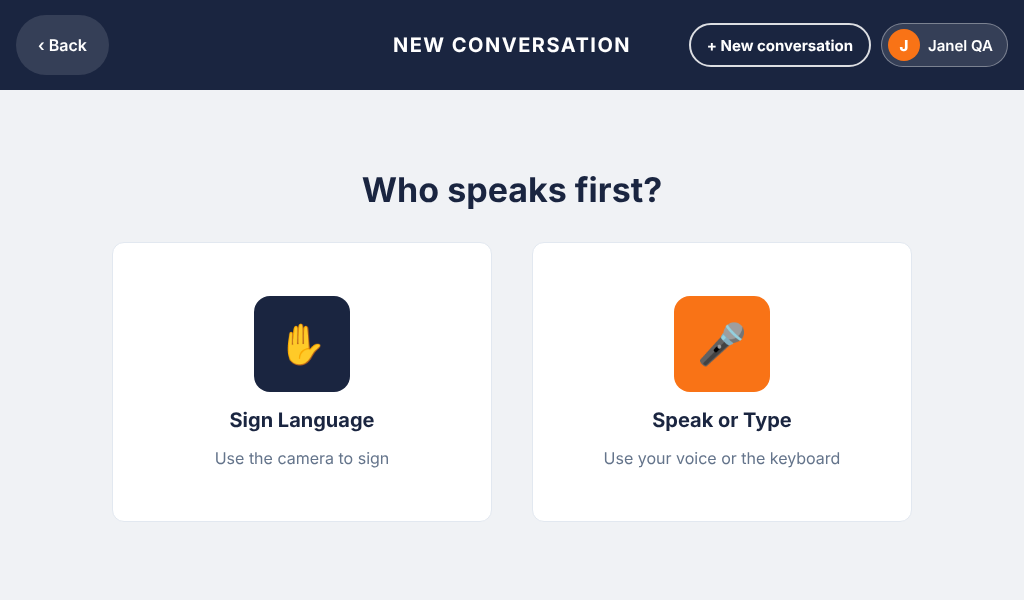 ‹ Back
NEW CONVERSATION
+ New conversation
J
Janel QA
Who speaks first?
Sign Language
Use the camera to sign
Speak or Type
Use your voice or the keyboard